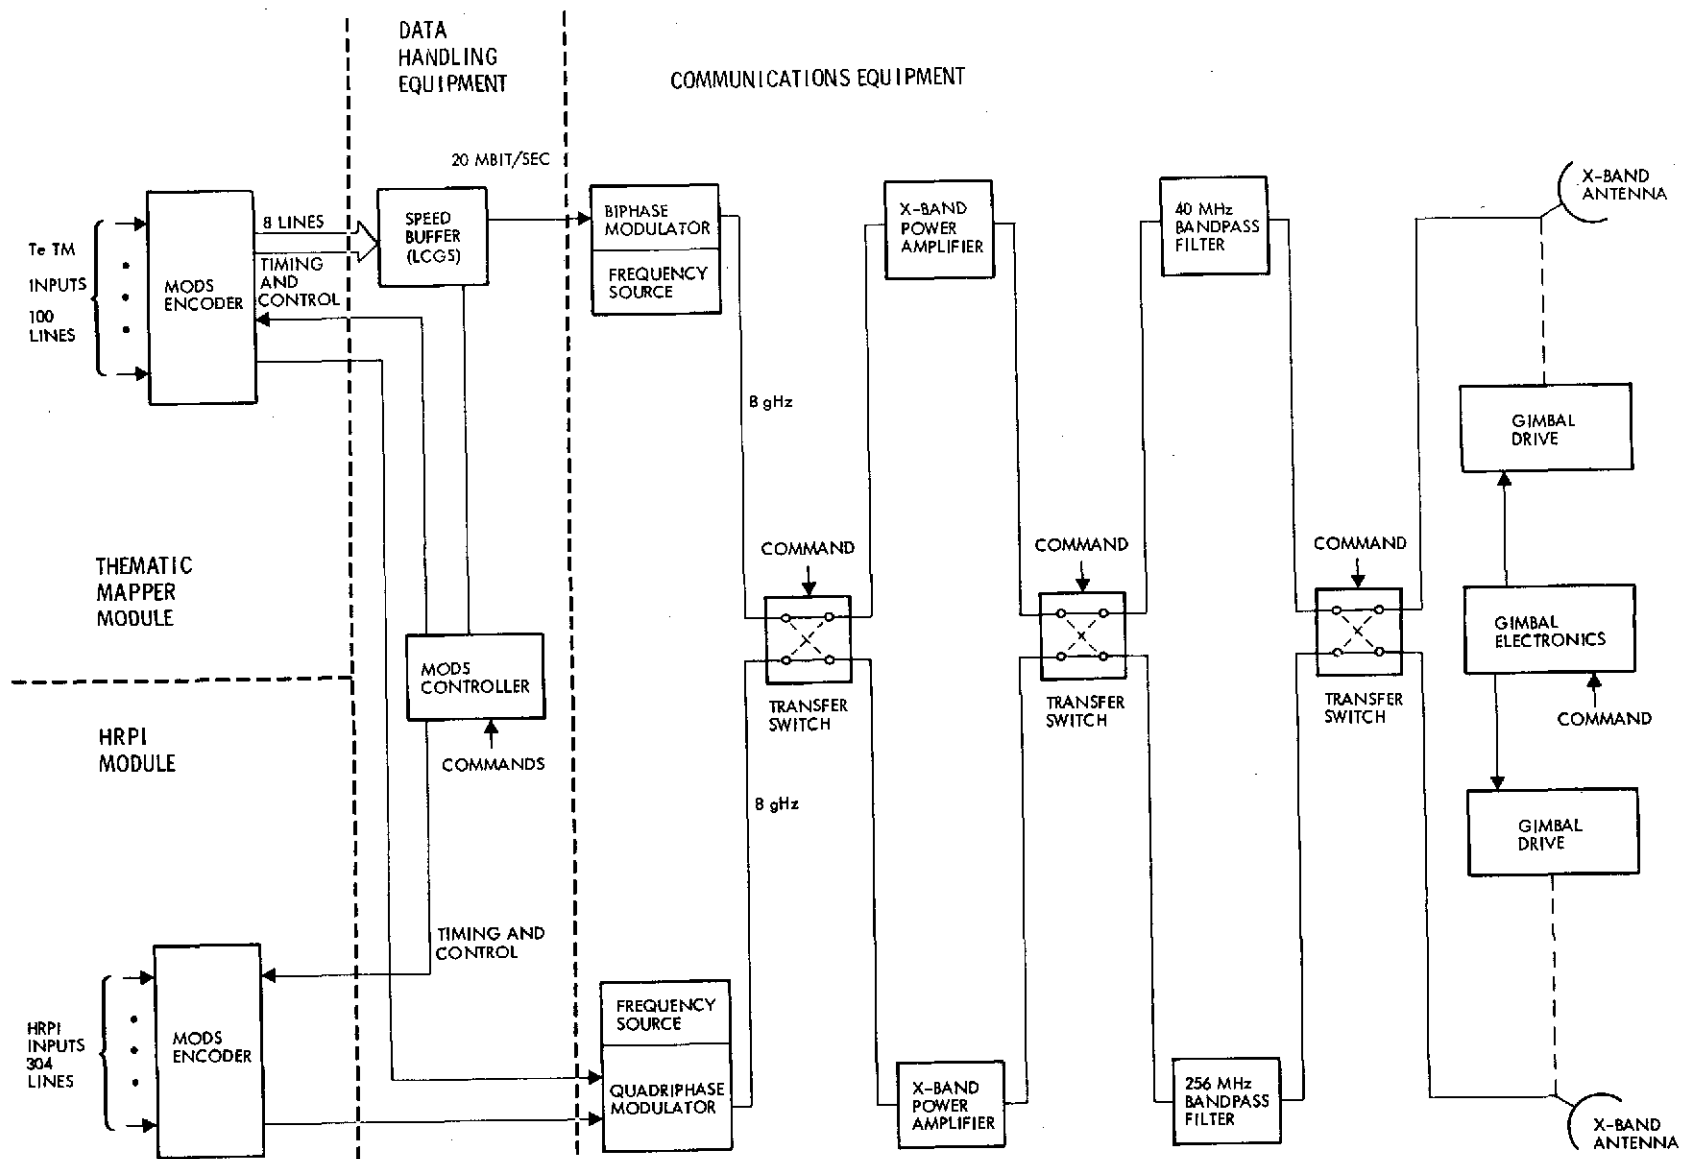 DATA
HANDLING
EQUIPMENT
COMMUNICATIONS EQUIPMENT
20 MBIT/SEC
Te TM
INPUTS
100
LINES
MODS
ENCODER
8 LINES
TIMING
AND
CONTROL
SPEED
BUFFER
(LCGS)
BIPHASE
MODULATOR
FREQUENCY
SOURCE
X-BAND
POWER
AMPLIFIER
40 MHz
BANDPASS
FILTER
X-BAND
ANTENNA
8 gHz
GIMBAL
DRIVE
COMMAND
COMMAND
COMMAND
THEMATIC
MAPPER
MODULE
GIMBAL
ELECTRONICS
MODS
CONTROLLER
TRANSFER
SWITCH
TRANSFER
SWITCH
TRANSFER
SWITCH
COMMAND
HRPI
MODULE
COMMANDS
8 gHz
GIMBAL
DRIVE
TIMING AND
CONTROL
HRPI
INPUTS
304
LINES
MODS
ENCODER
FREQUENCY
SOURCE
QUADRIPHASE
MODULATOR
X-BAND
POWER
AMPLIFIER
256 MHz
BANDPASS
FILTER
X-BAND
ANTENNA